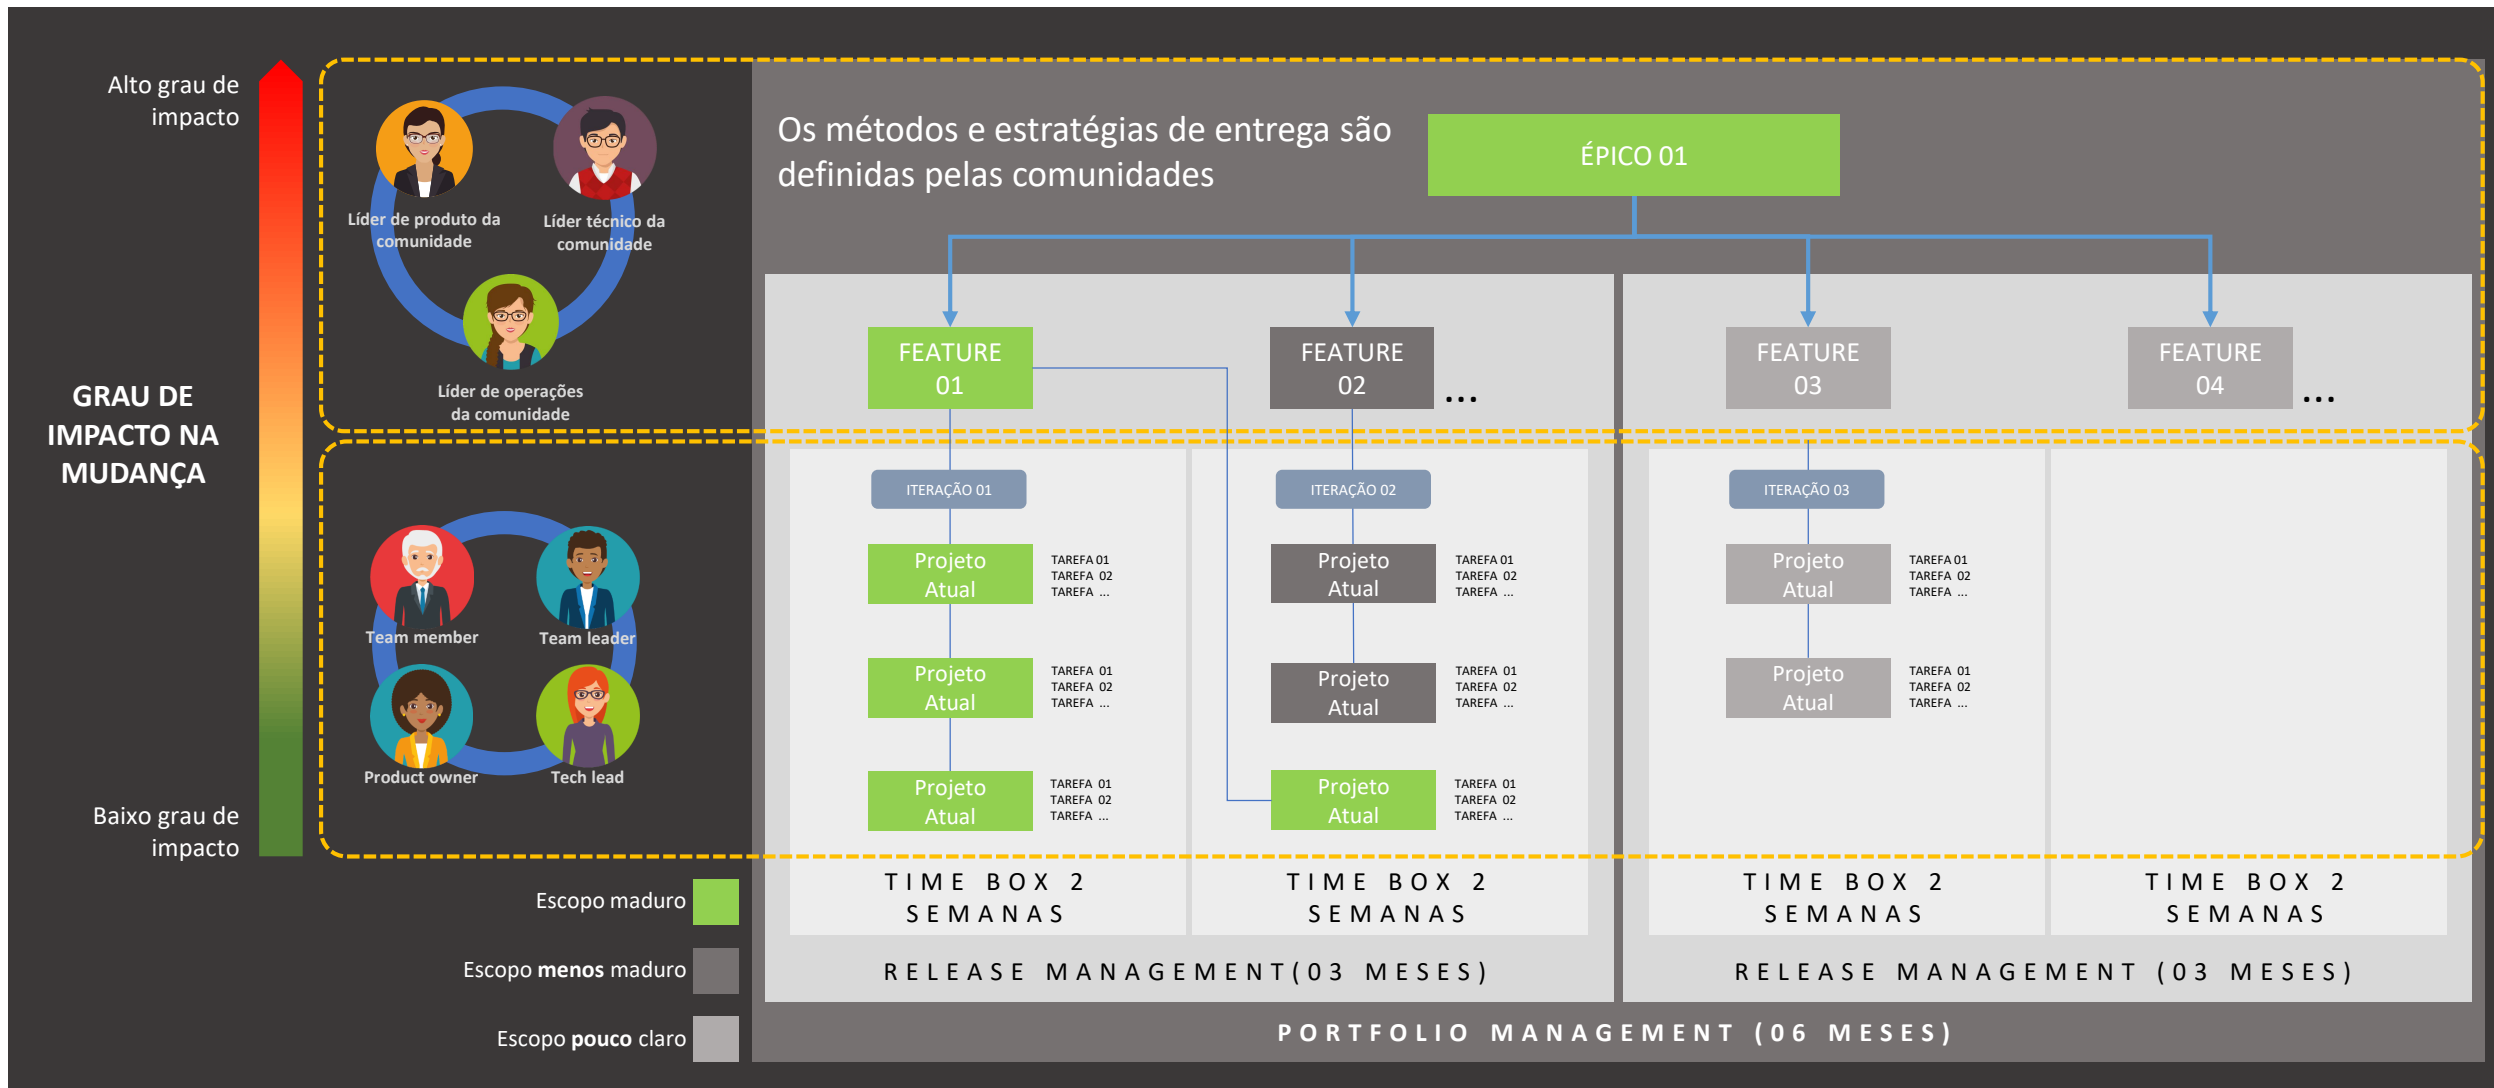 Alto grau de
impacto
GRAU DE
IMPACTO NA
MUDANÇA
Baixo grau de
impacto
Líder de produto da
comunidade
Líder técnico da
comunidade
Líder de operações
da comunidade
Team member
Team leader
Product owner
Tech lead
Escopo maduro
Escopo menos maduro
Escopo pouco claro
Os métodos e estratégias de entrega são
definidas pelas comunidades
ÉPICO 01
FEATURE
01
FEATURE
02
...
FEATURE
03
FEATURE
04
...
ITERAÇÃO 01
Projeto
Atual
TAREFA 01
TAREFA 02
TAREFA ...
Projeto
Atual
TAREFA 01
TAREFA 02
TAREFA ...
Projeto
Atual
TAREFA 01
TAREFA 02
TAREFA ...
TIME BOX 2
SEMANAS
ITERAÇÃO 02
Projeto
Atual
TAREFA 01
TAREFA 02
TAREFA ...
Projeto
Atual
TAREFA 01
TAREFA 02
TAREFA ...
Projeto
Atual
TAREFA 01
TAREFA 02
TAREFA ...
TIME BOX 2
SEMANAS
RELEASE MANAGEMENT(03 MESES)
ITERAÇÃO 03
Projeto
Atual
TAREFA 01
TAREFA 02
TAREFA ...
Projeto
Atual
TAREFA 01
TAREFA 02
TAREFA ...
TIME BOX 2
SEMANAS
TIME BOX 2
SEMANAS
RELEASE MANAGEMENT (03 MESES)
PORTFOLIO MANAGEMENT (06 MESES)